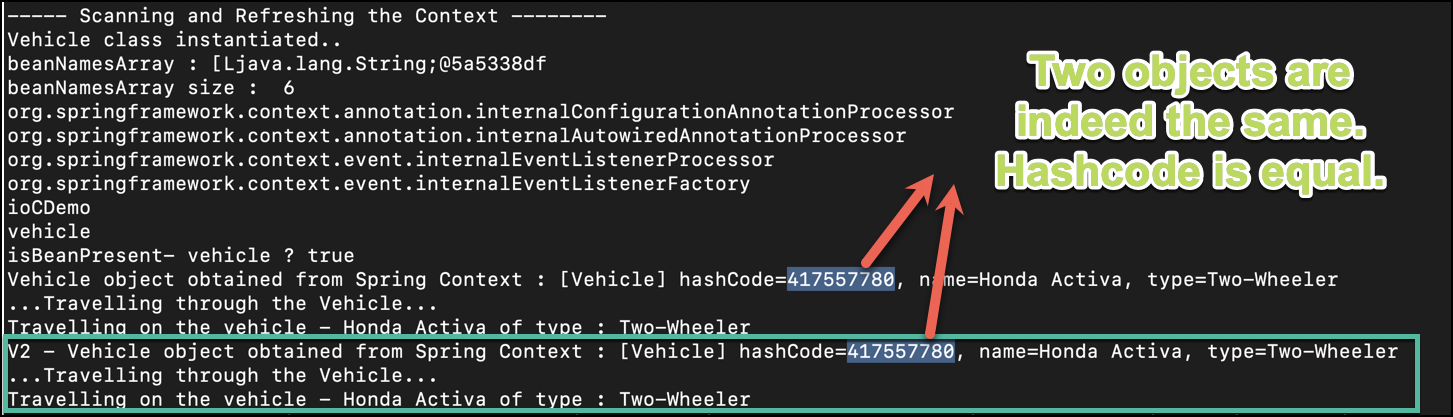 ----- Scanning and Refreshing the Context --------
Vehicle class instantiated..
beanNamesArray : [Ljava.lang.String;@5a5338df
beanNamesArray size :  6
org.springframework.context.annotation.internalConfigurationAnnotationProcessor
org.springframework.context.annotation.internalAutowiredAnnotationProcessor
org.springframework.context.event.internalEventListenerProcessor
org.springframework.context.event.internalEventListenerFactory
ioCDemo
vehicle
isBeanPresent- vehicle ? true
Vehicle object obtained from Spring Context : [Vehicle] hashCode=417557780, name=Honda Activa, type=Two-Wheeler
...Travelling through the Vehicle...
Travelling on the vehicle - Honda Activa of type : Two-Wheeler
V2 - Vehicle object obtained from Spring Context : [Vehicle] hashCode=417557780, name=Honda Activa, type=Two-Wheeler
...Travelling through the Vehicle...
Travelling on the vehicle - Honda Activa of type : Two-Wheeler
Two objects are
indeed the same.
Hashcode is equal.